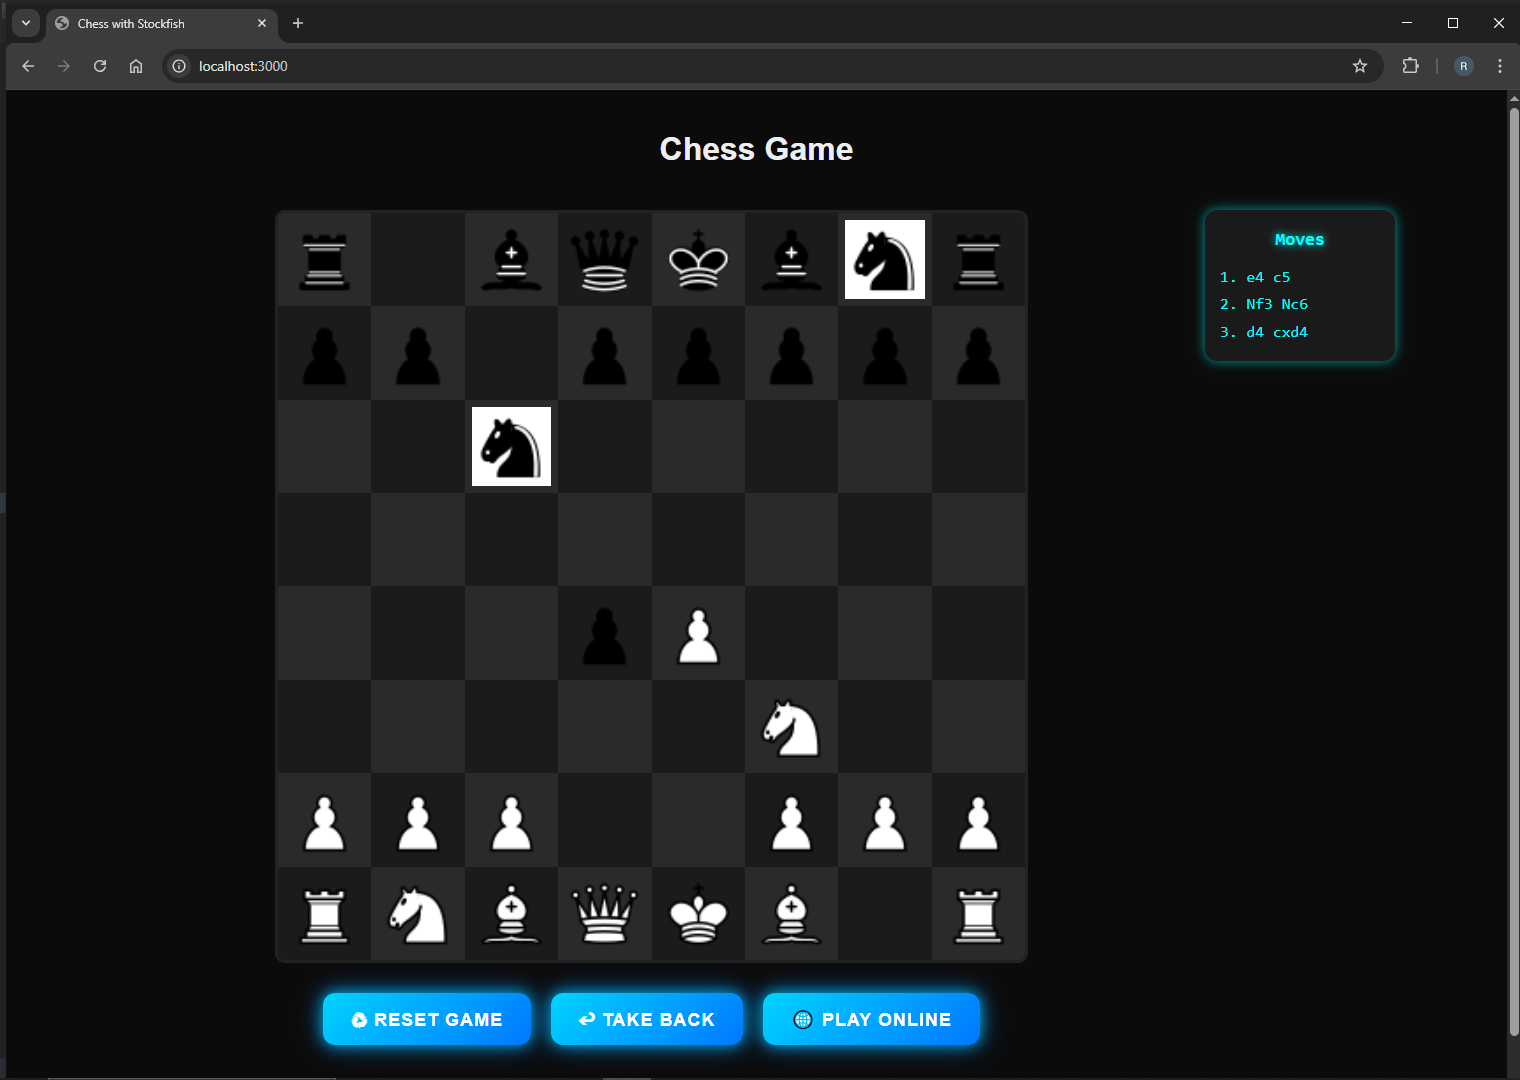 Chess with Stockfish
localhost:3000
R
Chess Game
Moves
1. e4 c5
2. Nf3 Nc6
3. d4 cxd4
RESET GAME
TAKE BACK
PLAY ONLINE